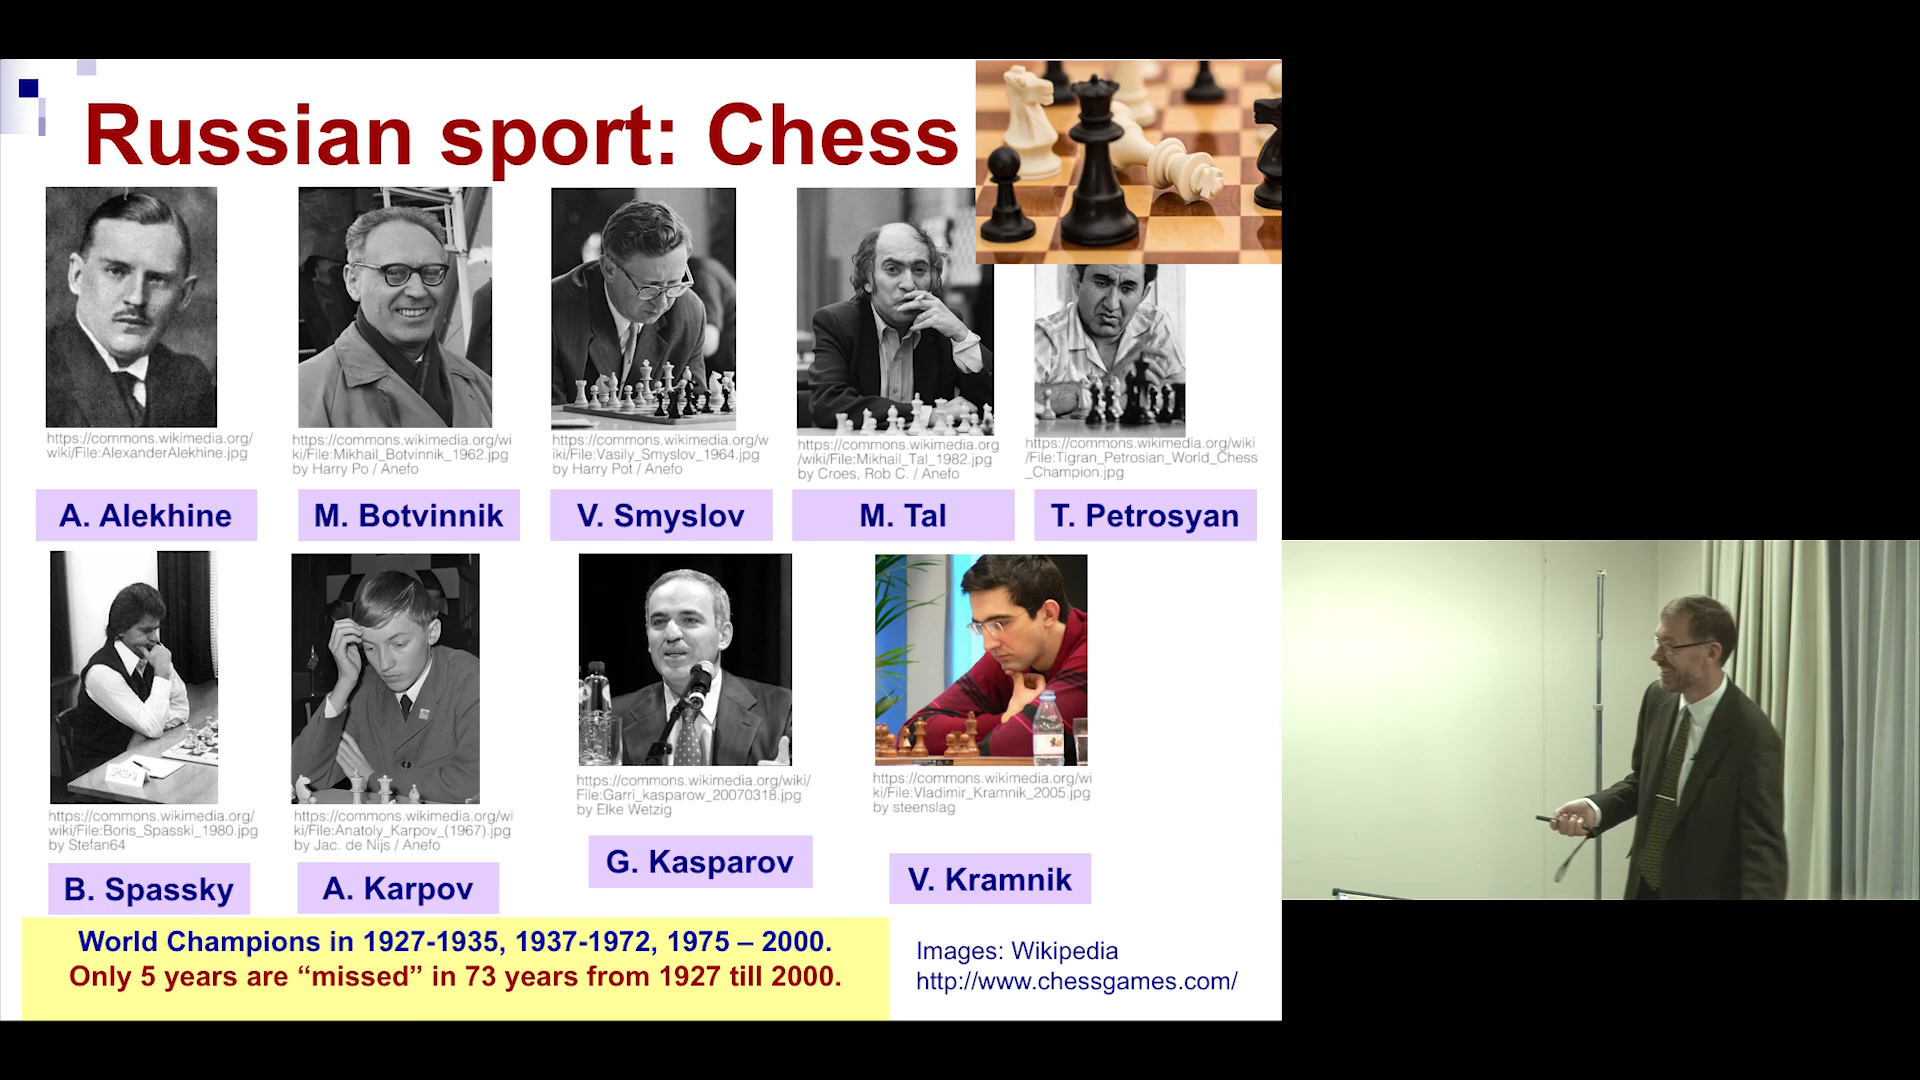 Russian sport: Chess
https://commons.wikimedia.org/
wiki/File:AlexanderAlekhine.jpg
https://commons.wikimedia.org/wi
ki/File:Mikhail_Botvinnik_1962.jpg
by Harry Po / Anefo
https://commons.wikimedia.org/w
iki/File:Vasily_Smyslov_1964.jpg
by Harry Pot / Anefo
https://commons.wikimedia.org
/wiki/File:Mikhail_Tal_1982.jpg
by Croes, Rob C. / Anefo
https://commons.wikimedia.org/wiki
/File:Tigran_Petrosian_World_Chess
_Champion.jpg
A. Alekhine
M. Botvinnik
V. Smyslov
M. Tal
T. Petrosyan
SPASSKI
https://commons.wikimedia.org/
wiki/File:Boris_Spasski_1980.jpg
by Stefan64
https://commons.wikimedia.org/wi
ki/File:Anatoly_Karpov_(1967).jpg
by Jac. de Nijs / Anefo
https://commons.wikimedia.org/wiki/
File:Garri_kasparow_20070318.jpg
by Elke Wetzig
https://commons.wikimedia.org/wi
ki/File:Vladimir_Kramnik_2005.jpg
by steenslag
B. Spassky
A. Karpov
G. Kasparov
V. Kramnik
World Champions in 1927-1935, 1937-1972, 1975 – 2000.
Only 5 years are “missed” in 73 years from 1927 till 2000.
Images: Wikipedia
http://www.chessgames.com/